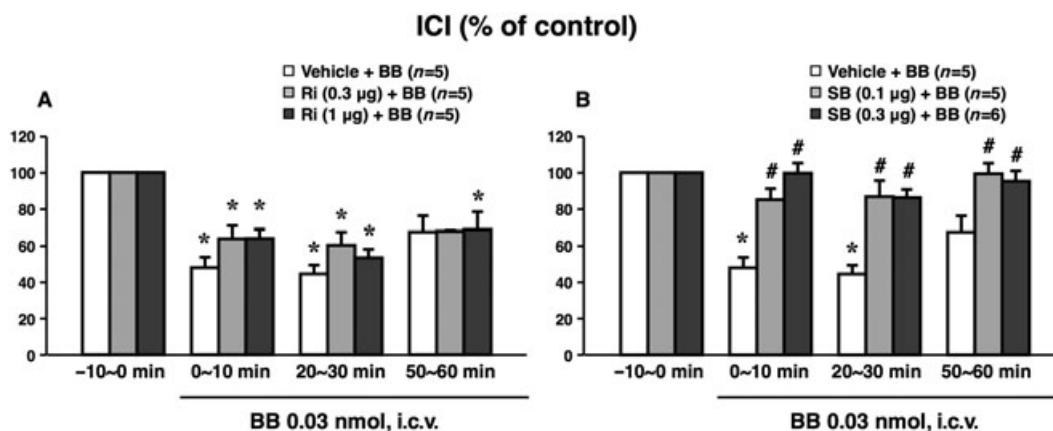 ICI (% of control)
A
Vehicle + BB (n=5)
Ri (0.3 µg) + BB (n=5)
Ri (1 µg) + BB (n=5)
120
100
80
60
40
20
0
* * *
* * *
*
−10~0 min 0~10 min 20~30 min 50~60 min
BB 0.03 nmol, i.c.v.
B
Vehicle + BB (n=5)
SB (0.1 µg) + BB (n=5)
SB (0.3 µg) + BB (n=6)
120
100
80
60
40
20
0
* # #
* # #
# #
−10~0 min 0~10 min 20~30 min 50~60 min
BB 0.03 nmol, i.c.v.